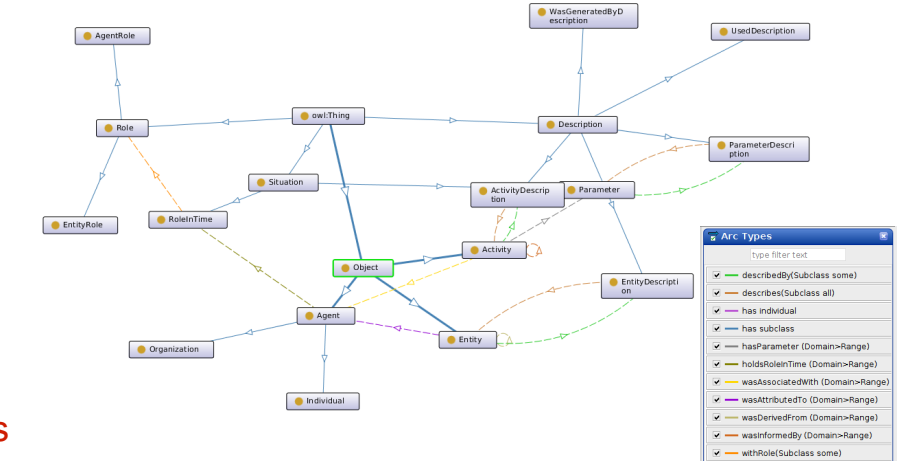 WasGeneratedByD
escription
UsedDescription
AgentRole
owl:Thing
Role
Description
ParameterDescri
ption
Situation
ActivityDescrip
tion
Parameter
EntityRole
RoleInTime
Activity
Object
EntityDescripti
on
Agent
Entity
Organization
Individual
s
Arc Types
type filter text
describedBy(Subclass some)
describes(Subclass all)
has individual
has subclass
hasParameter (Domain>Range)
holdsRoleInTime (Domain>Range)
wasAssociatedWith (Domain>Range)
wasAttributedTo (Domain>Range)
wasDerivedFrom (Domain>Range)
wasInformedBy (Domain>Range)
withRole(Subclass some)